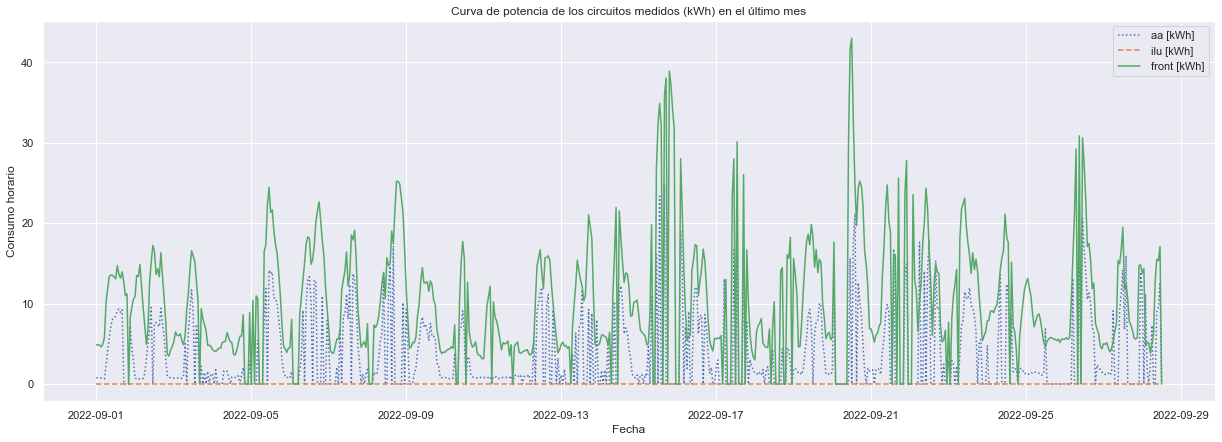 Curva de potencia de los circuitos medidos (kWh) en el último mes
aa [kWh]
ilu [kWh]
front [kWh]
Consumo horario
40
30
20
10
0
2022-09-01 2022-09-05 2022-09-09 2022-09-13 2022-09-17 2022-09-21 2022-09-25 2022-09-29
Fecha